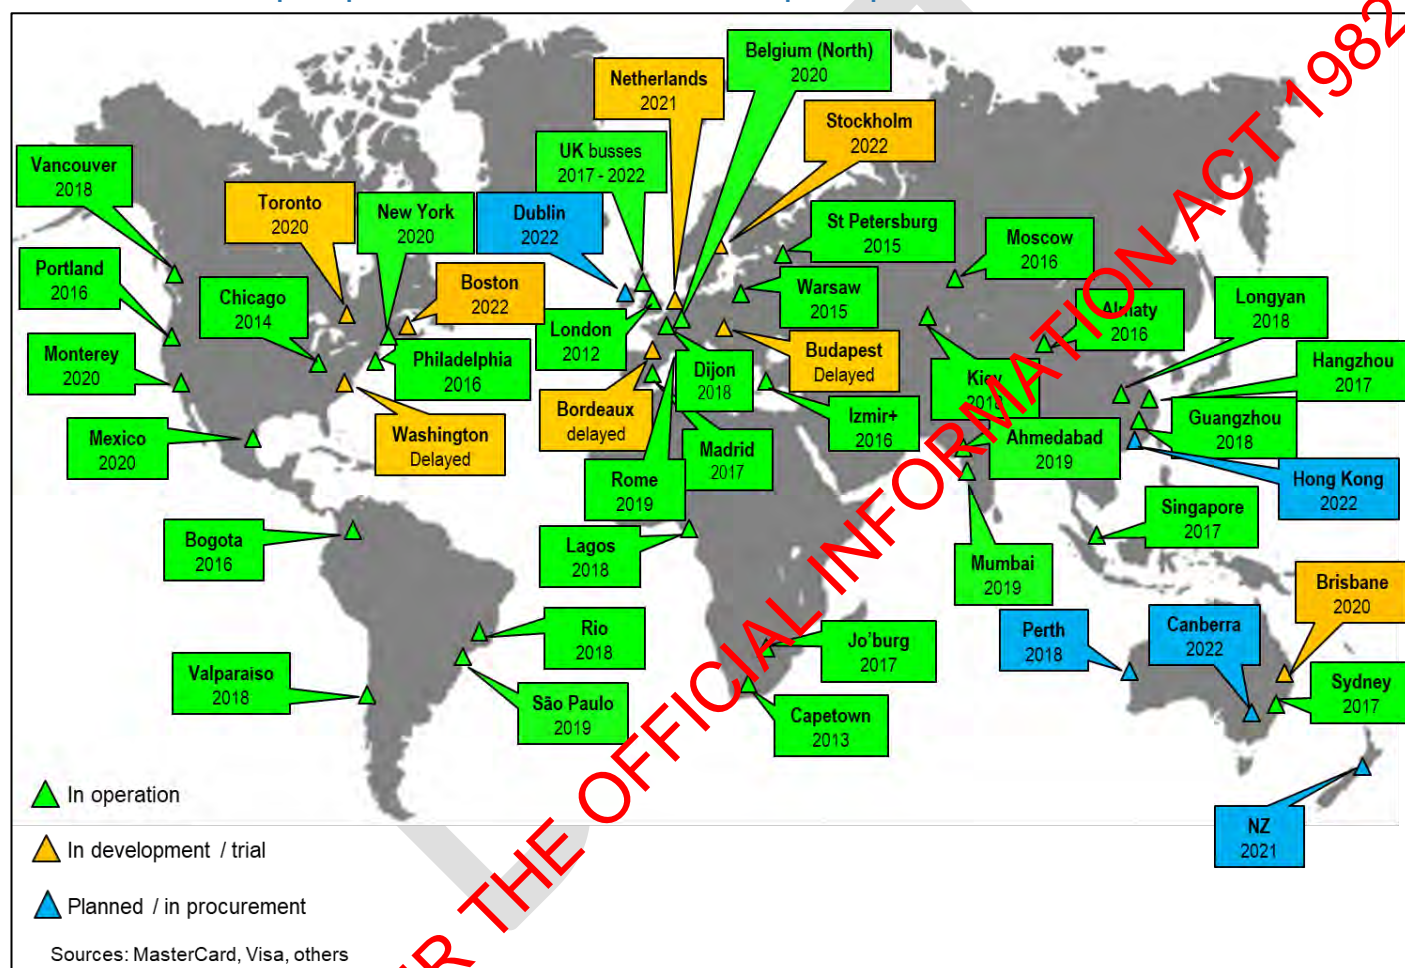 Belgium (North)
2020
Netherlands
2021
Stockholm
2022
UK busses
2017 - 2022
Vancouver
2018
Toronto
2020
New York
2020
Dublin
2022
St Petersburg
2015
Moscow
2016
Portland
2016
Chicago
2014
Boston
2022
Warsaw
2015
Almaty
2016
Longyan
2018
London
2012
Monterey
2020
Philadelphia
2016
Dijon
2018
Budapest
Delayed
Kiev
Hangzhou
2017
Bordeaux
delayed
Izmir+
2016
Guangzhou
2018
Mexico
2020
Washington
Delayed
Madrid
2017
Ahmedabad
2019
Rome
2019
Hong Kong
2022
Singapore
2017
Bogota
2016
Lagos
2018
Mumbai
2019
Brisbane
2020
Rio
2018
Jo'burg
2017
Perth
2018
Canberra
2022
Valparaiso
2018
São Paulo
2019
Capetown
2013
Sydney
2017
NZ
2021
In operation
In development / trial
Planned / in procurement
Sources: MasterCard, Visa, others
ER THE OFFICIAL INFORMATION ACT 1982